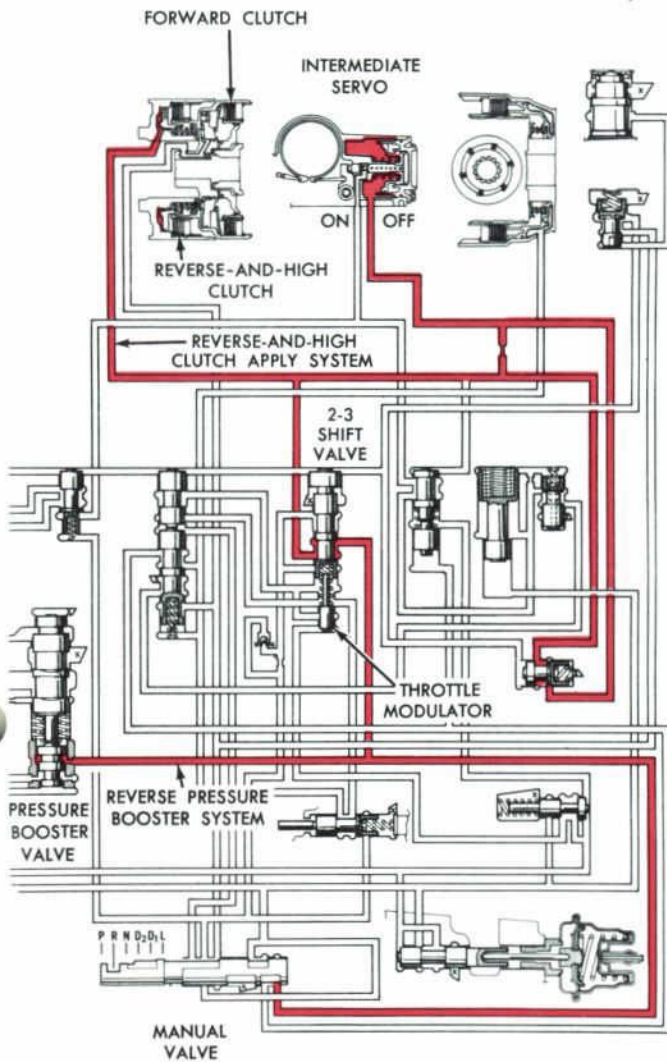 FORWARD CLUTCH
INTERMEDIATE
SERVO
X
X
ON OFF
REVERSE-AND-HIGH
CLUTCH
REVERSE-AND-HIGH
CLUTCH APPLY SYSTEM
2-3
SHIFT
VALVE
X
THROTTLE
MODULATOR
PRESSURE
BOOSTER
VALVE
REVERSE PRESSURE
BOOSTER SYSTEM
X
P R N D₂ D₁ L
MANUAL
VALVE